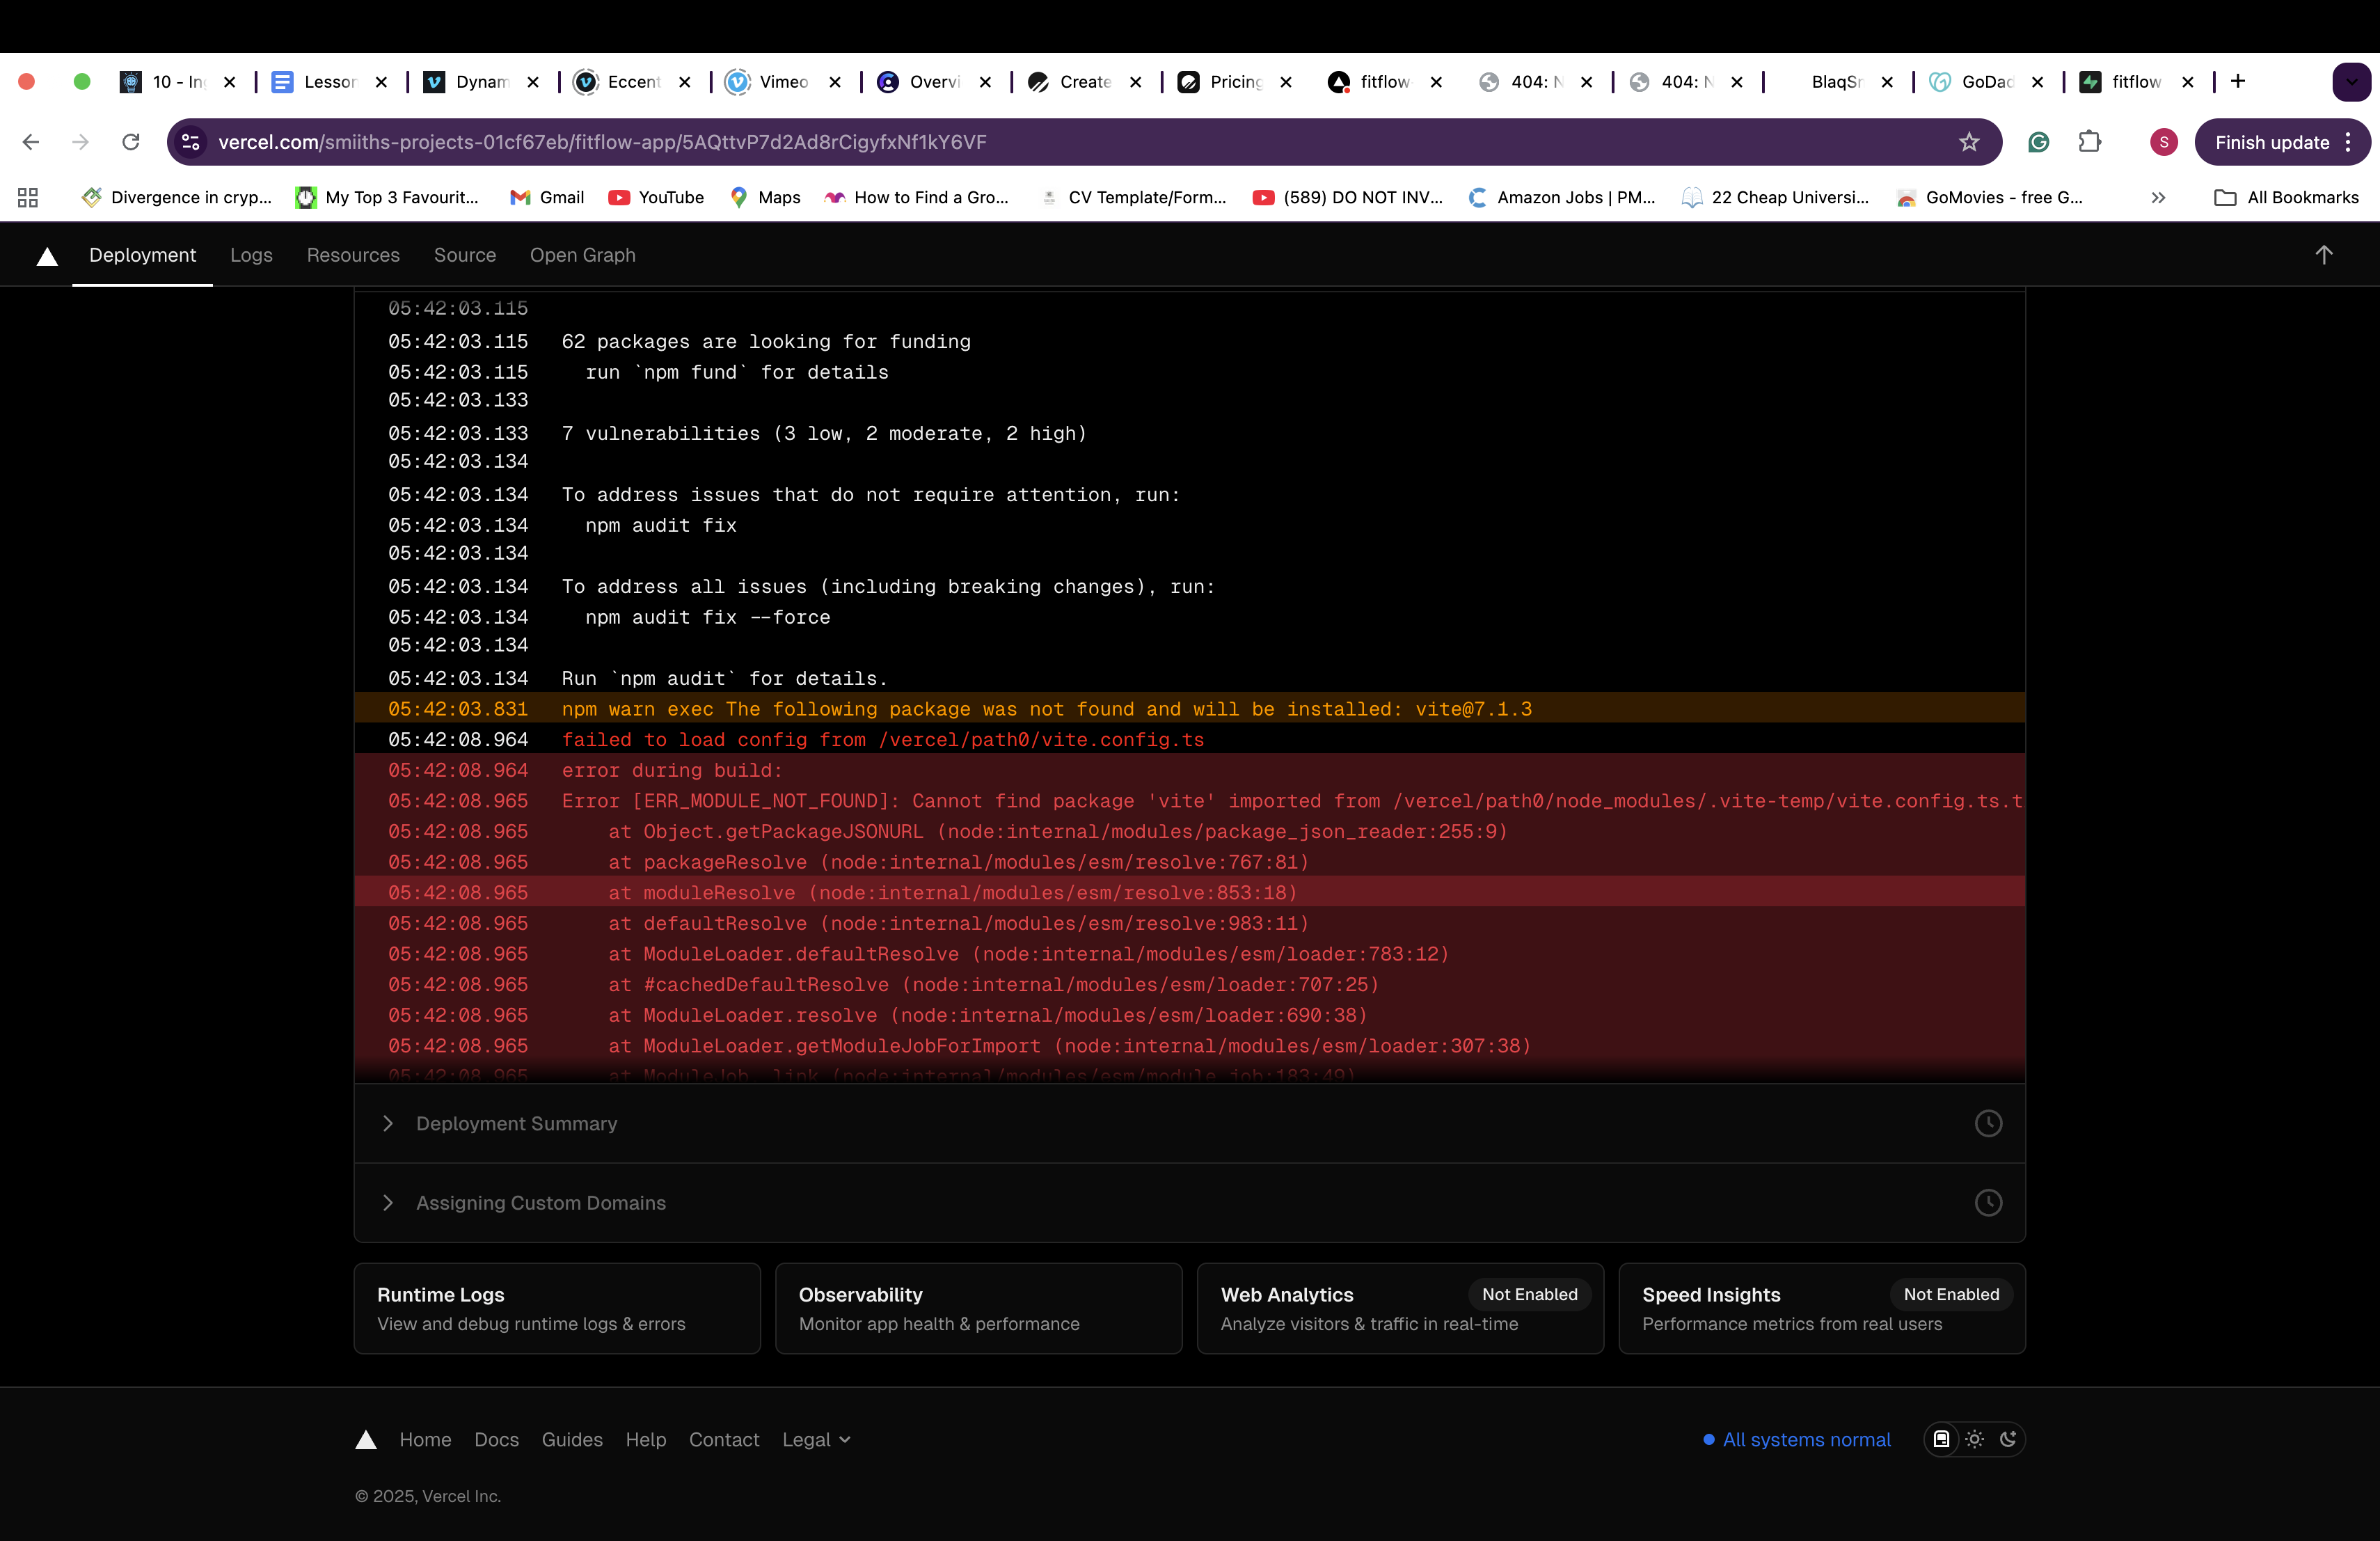 10 - In
Lesson
Dynam
Eccent
Vimeo
Overvi
Create
Pricing
fitflow
404: N
404: N
BlaqSn
GoDad
fitflow
vercel.com/smiiths-projects-01cf67eb/fitflow-app/5AQttvP7d2Ad8rCigyfxNf1kY6VF
S
Finish update
Divergence in cryp...
My Top 3 Favourit...
Gmail
YouTube
Maps
How to Find a Gro...
CV Template/Form...
(589) DO NOT INV...
Amazon Jobs | PM...
22 Cheap Universi...
GoMovies - free G...
All Bookmarks
Deployment
Logs
Resources
Source
Open Graph
05:42:03.115
05:42:03.115 62 packages are looking for funding
05:42:03.115 run `npm fund` for details
05:42:03.133
05:42:03.133 7 vulnerabilities (3 low, 2 moderate, 2 high)
05:42:03.134
05:42:03.134 To address issues that do not require attention, run:
05:42:03.134 npm audit fix
05:42:03.134
05:42:03.134 To address all issues (including breaking changes), run:
05:42:03.134 npm audit fix --force
05:42:03.134
05:42:03.134 Run `npm audit` for details.
05:42:03.831 npm warn exec The following package was not found and will be installed: vite@7.1.3
05:42:08.964 failed to load config from /vercel/path0/vite.config.ts
05:42:08.964 error during build:
05:42:08.965 Error [ERR_MODULE_NOT_FOUND]: Cannot find package 'vite' imported from /vercel/path0/node_modules/.vite-temp/vite.config.ts.t
05:42:08.965 at Object.getPackageJSONURL (node:internal/modules/package_json_reader:255:9)
05:42:08.965 at packageResolve (node:internal/modules/esm/resolve:767:81)
05:42:08.965 at moduleResolve (node:internal/modules/esm/resolve:853:18)
05:42:08.965 at defaultResolve (node:internal/modules/esm/resolve:983:11)
05:42:08.965 at ModuleLoader.defaultResolve (node:internal/modules/esm/loader:783:12)
05:42:08.965 at #cachedDefaultResolve (node:internal/modules/esm/loader:707:25)
05:42:08.965 at ModuleLoader.resolve (node:internal/modules/esm/loader:690:38)
05:42:08.965 at ModuleLoader.getModuleJobForImport (node:internal/modules/esm/loader:307:38)
05:42:08.965 at ModuleJob._link (node:internal/modules/esm/module_job:183:49)
Deployment Summary
Assigning Custom Domains
Runtime Logs
View and debug runtime logs & errors
Observability
Monitor app health & performance
Web Analytics
Not Enabled
Analyze visitors & traffic in real-time
Speed Insights
Not Enabled
Performance metrics from real users
Home
Docs
Guides
Help
Contact
Legal
All systems normal
© 2025, Vercel Inc.